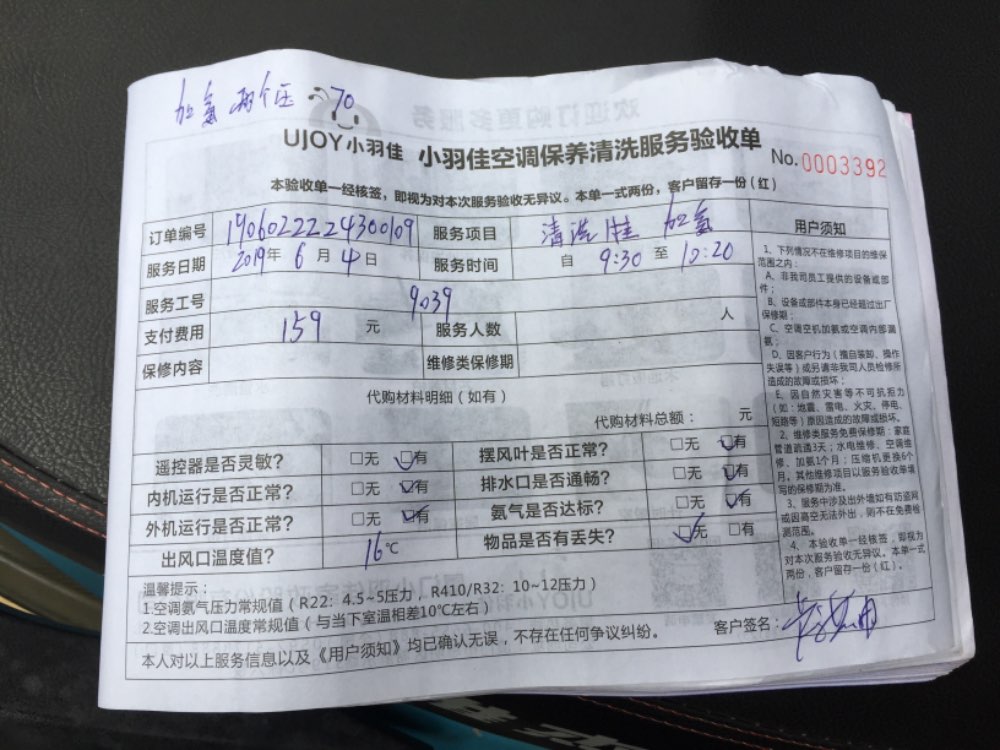 加氨 两个压 70
UJOY小羽佳 小羽佳空调保养清洗服务验收单
No.0003392
本验收单一经核签，即视为对本次服务验收无异议。本单一式两份，客户留存一份(红)
订单编号 1906022224300109 服务项目 清洗1挂 加氨
服务日期 2019年6月4日 服务时间 自 9:30 至 10:20
服务工号 9039
支付费用 159 元 服务人数 人
保修内容 维修类保修期
代购材料明细（如有）
代购材料总额： 元
遥控器是否灵敏? □无 □有 摆风叶是否正常? □无 □有
内机运行是否正常? □无 □有 排水口是否通畅? □无 □有
外机运行是否正常? □无 □有 氨气是否达标? □无 □有
出风口温度值? 16℃ 物品是否有丢失? □无 □有
温馨提示：
1.空调氨气压力常规值（R22：4.5~5压力，R410/R32：10~12压力）
2.空调出风口温度常规值（与当下室温相差10℃左右）
本人对以上服务信息以及《用户须知》均已确认无误，不存在任何争议纠纷。 客户签名：
用户须知
1、下列情况不在维修项目的维保
范围之内：
A、非我司员工提供的设备或部
件；
B、设备或部件本身已经超过出厂
保修期；
C、空调空机加氨或空调内部漏
氨；
D、因客户行为（擅自装卸、操作
失误等）或另请非我司人员检修所
造成的故障或损坏；
E、因自然灾害等不可抗拒力
（如：地震、雷电、火灾、停电、
短路等）原因造成的故障或损坏。
2、维修类服务免费保修期：家庭
管道疏通3天；水电维修、空调维
修、加氨1个月；压缩机更换6个
月。其他维修项目以服务验收单填
写的保修期为准。
3、服务中涉及出外墙如有防盗网
或因高空无法外出，则不在免费检
测范围。
4、本验收单一经核签，即视为
对本次服务验收无异议。本单一式
两份，客户留存一份（红）。